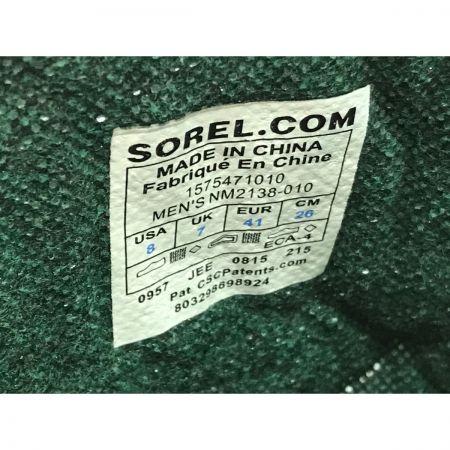 SOREL.COM
MADE IN CHINA
Fabriqué En Chine
1575471010
MEN'S NM2138-010
USA UK EUR CM
8 7 41 26
ECA-4
0957 JEE 0815 215
Pat CSCPatents.com
803298698924